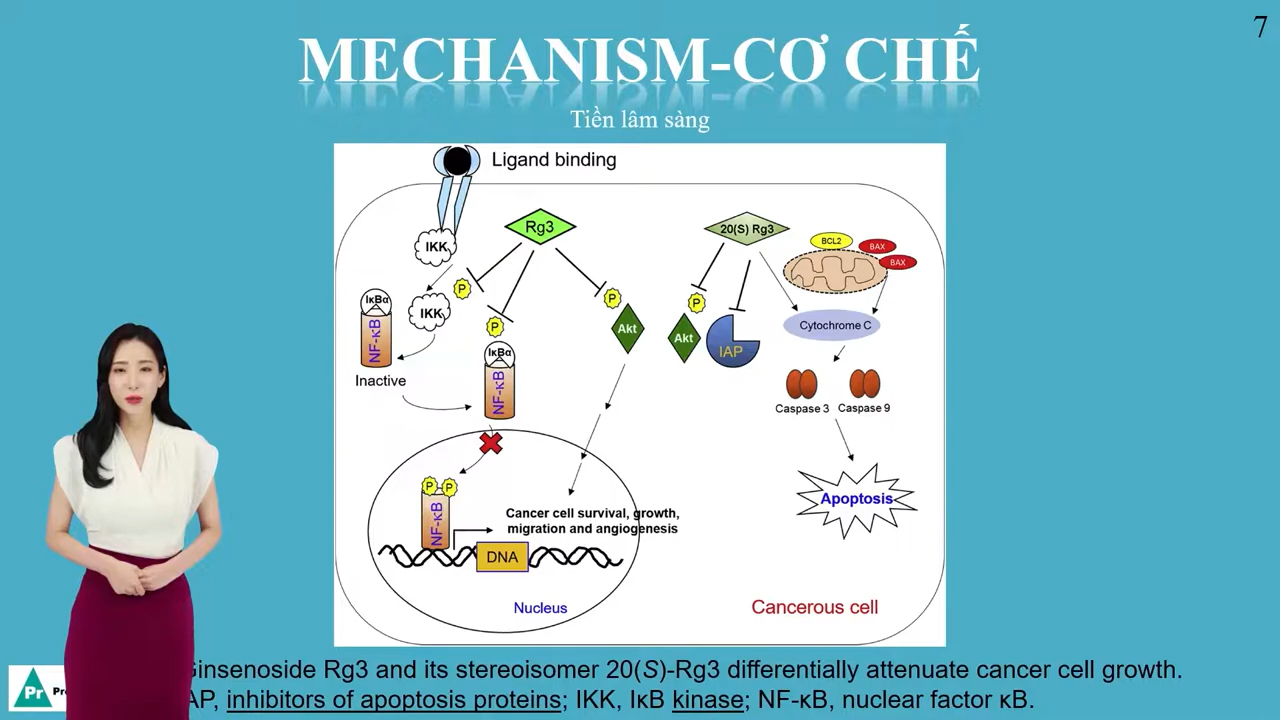 7
MECHANISM-CƠ CHẾ
Tiền lâm sàng
Ligand binding
Rg3
20(S) Rg3
BCL2
BAX
BAX
IKK
P
P
P
P
IκBα
NF-κB
IKK
Inactive
IκBα
NF-κB
Akt
Akt
IAP
Cytochrome C
Caspase 3
Caspase 9
Apoptosis
P
P
NF-κB
Cancer cell survival, growth,
migration and angiogenesis
DNA
Nucleus
Cancerous cell
Pr
Ginsenoside Rg3 and its stereoisomer 20(S)-Rg3 differentially attenuate cancer cell growth.
inhibitors of apoptosis proteins; IKK, IκB kinase; NF-κB, nuclear factor κB.